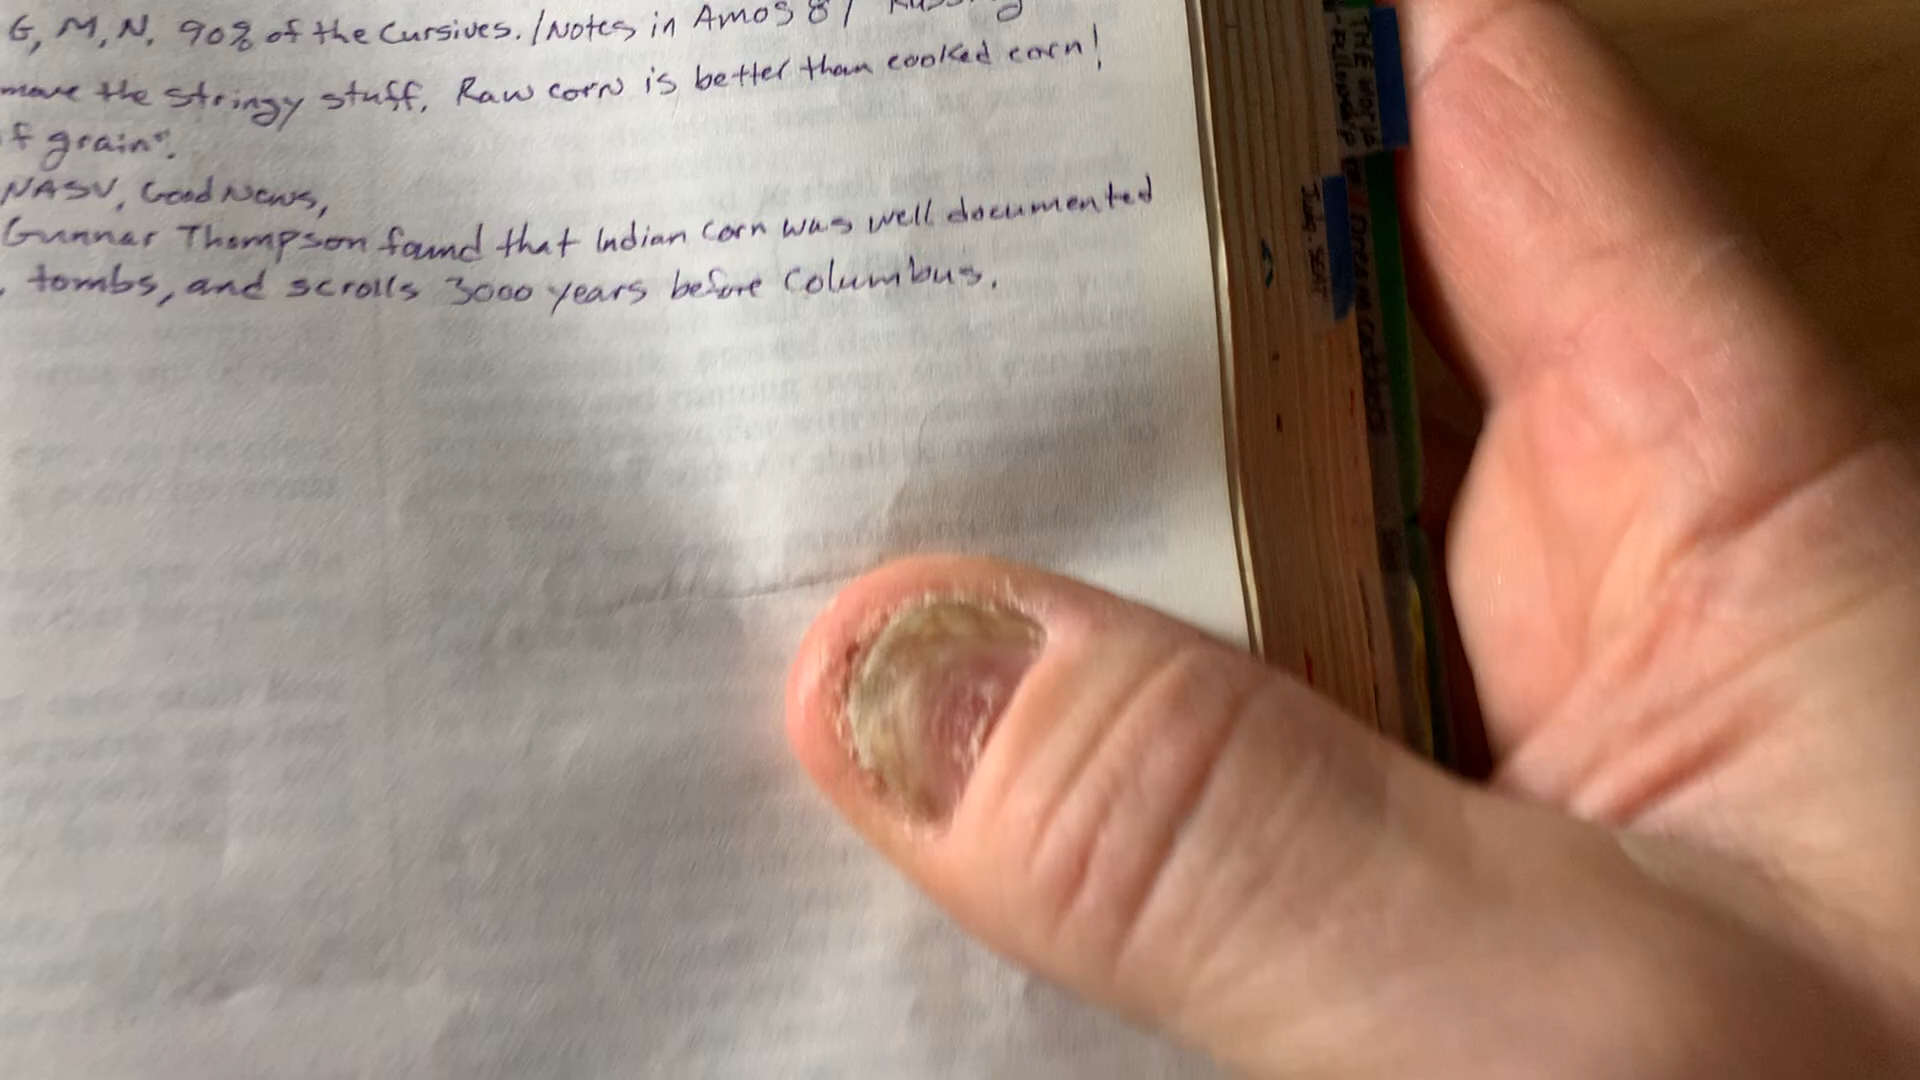 G, M, N, 90% of the Cursives. / Notes in Amos 8/
move the stringy stuff. Raw corn is better than cooked corn!
f grain".
NASV, Good News,
Gunnar Thompson found that Indian Corn was well documented
, tombs, and scrolls 3000 years before Columbus.
THE World